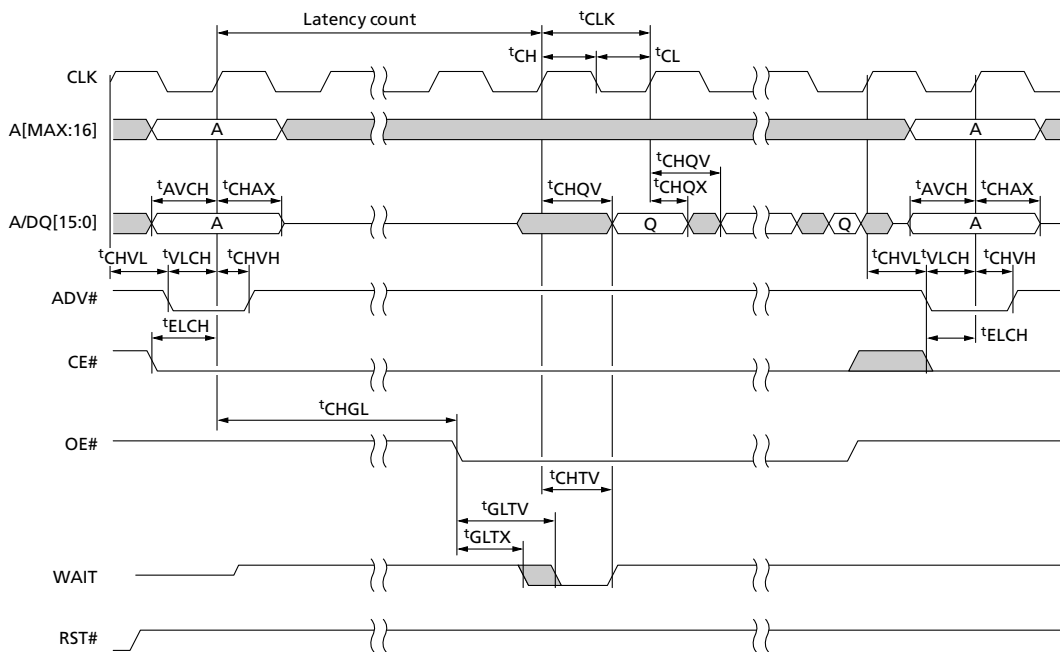 Latency count
tCLK
tCH
tCL
CLK
A[MAX:16]
A
A
tCHQV
tAVCH
tCHAX
tCHQV
tCHQX
tAVCH
tCHAX
A/DQ[15:0]
A
Q
Q
A
tCHVL
tVLCH
tCHVH
tCHVL
tVLCH
tCHVH
ADV#
tELCH
tELCH
CE#
tCHGL
OE#
tCHTV
tGLTV
tGLTX
WAIT
RST#